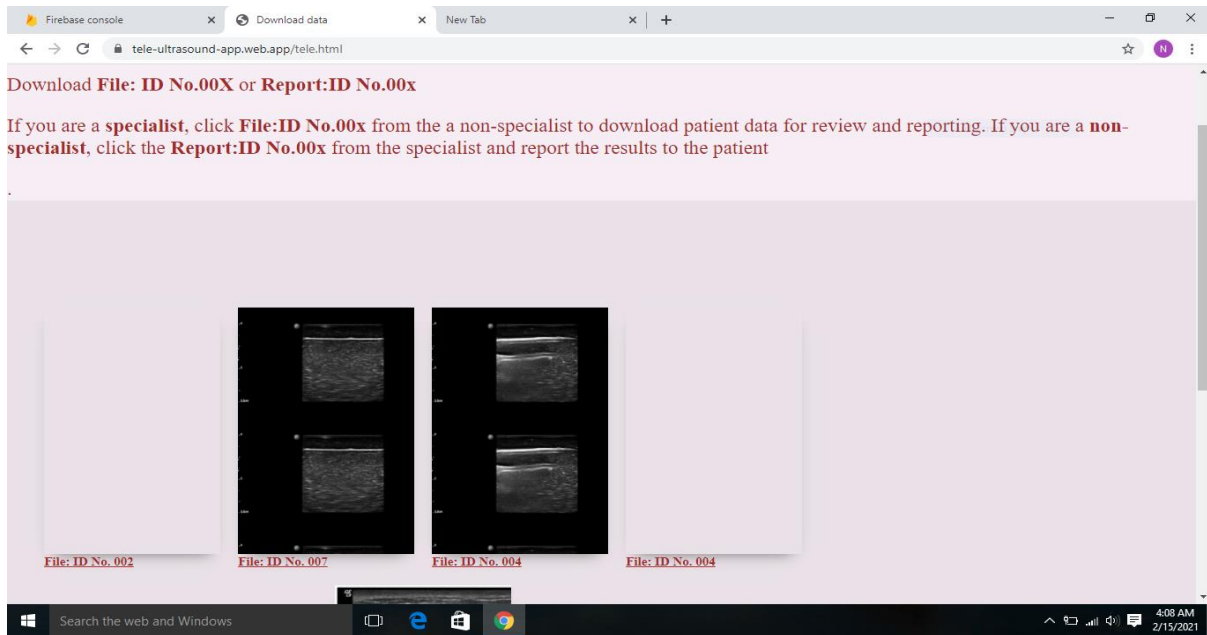 Firebase console
Download data
New Tab
tele-ultrasound-app.web.app/tele.html
N
Download File: ID No.00X or Report:ID No.00x
If you are a specialist, click File:ID No.00x from the a non-specialist to download patient data for review and reporting. If you are a non-
specialist, click the Report:ID No.00x from the specialist and report the results to the patient
.
File: ID No. 002
File: ID No. 007
File: ID No. 004
File: ID No. 004
Search the web and Windows
4:08 AM
2/15/2021